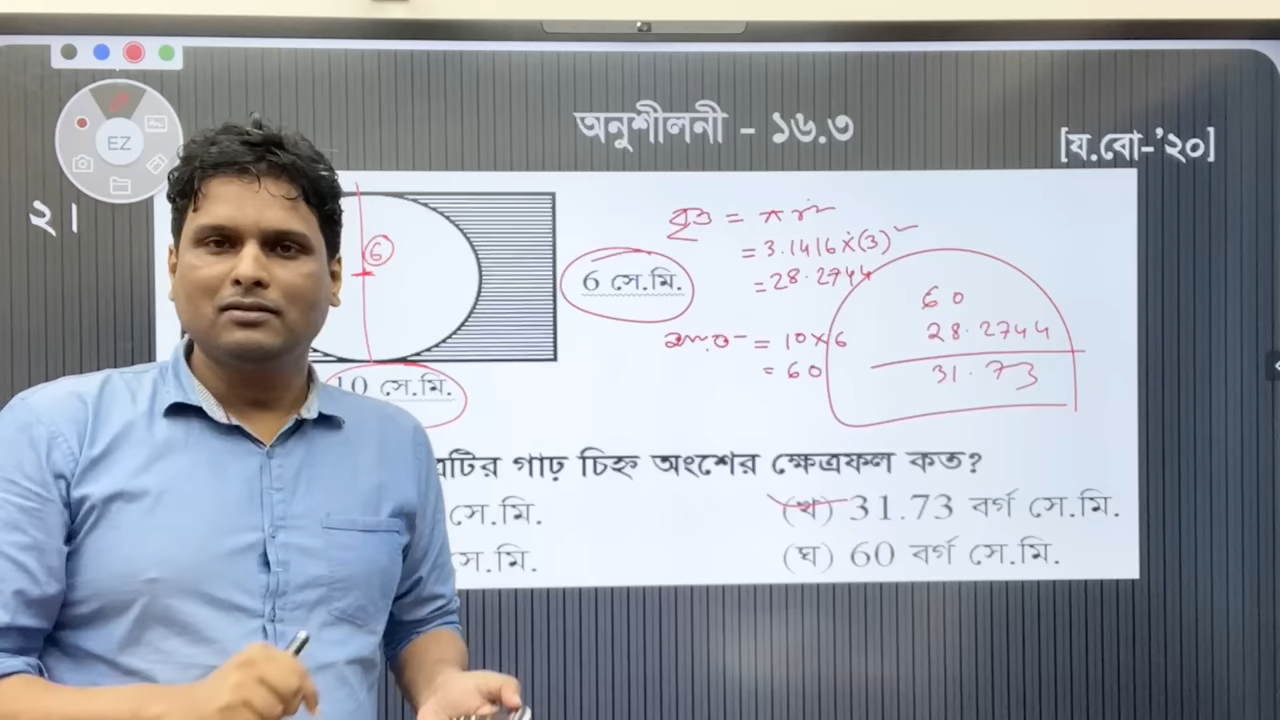 EZ
অনুশীলনী - ১৬.৩
[য.বো-'২০]
২।
6
6 সে.মি.
10 সে.মি.
বৃত্ত = πr²
= 3.1416×(3)²
= 28.2744
= 10×6
= 60
60
28.2744
31.73
গাঢ় চিহ্ন অংশের ক্ষেত্রফল কত?
সে.মি.
(খ) 31.73 বর্গ সে.মি.
সে.মি.
(ঘ) 60 বর্গ সে.মি.